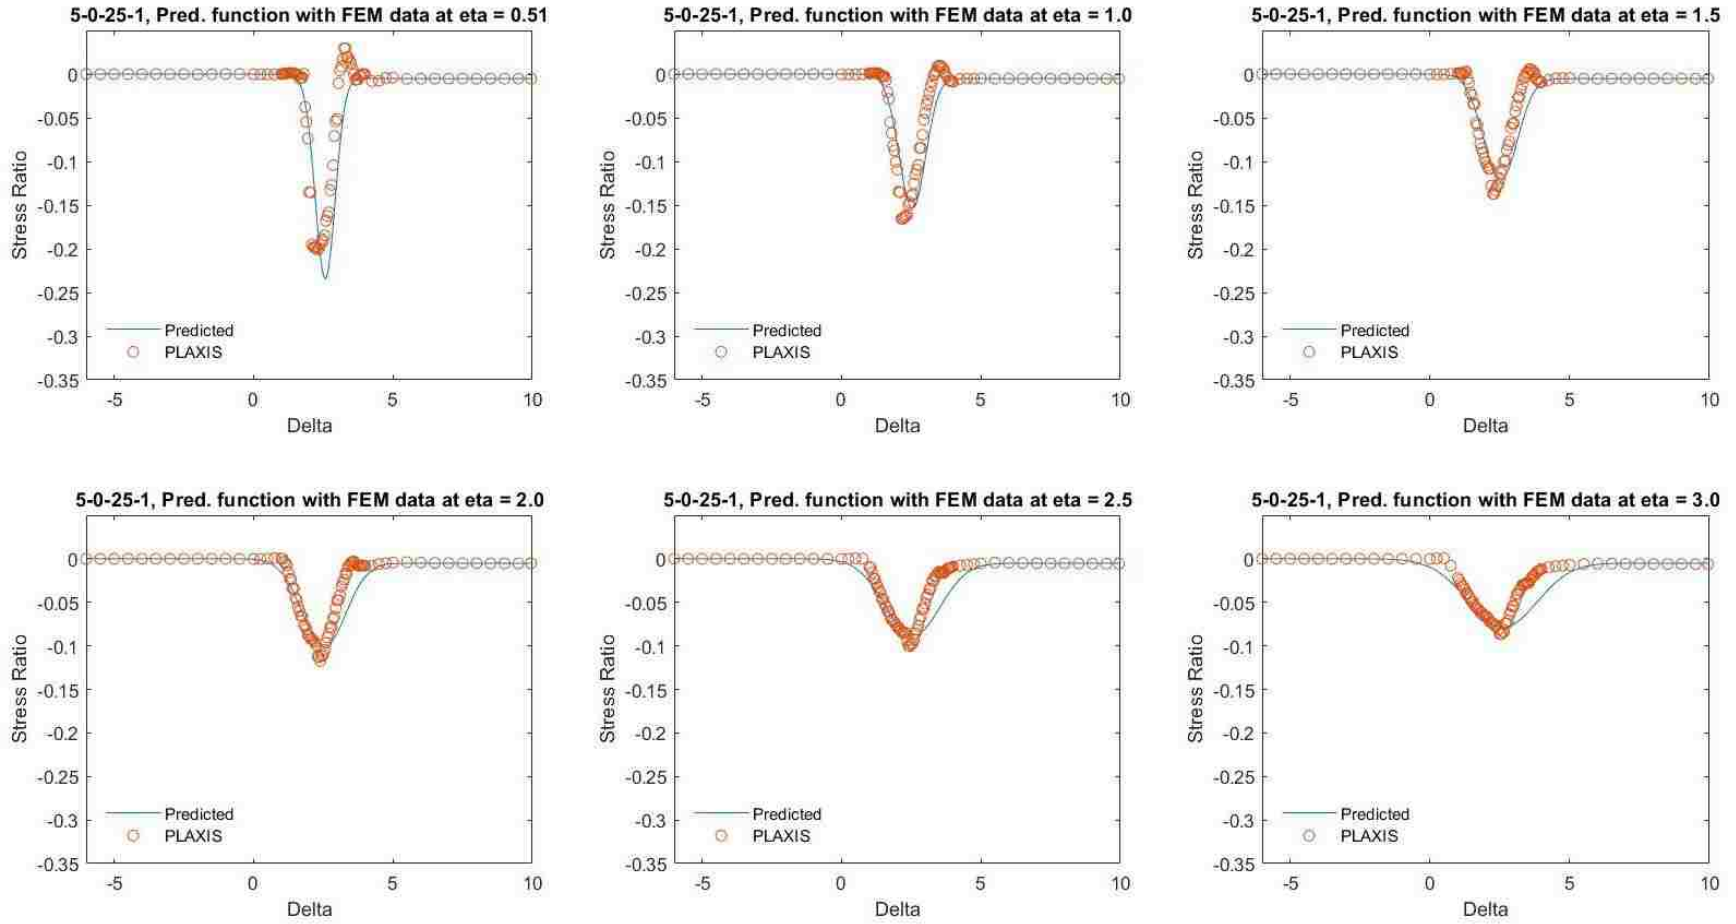 5-0-25-1, Pred. function with FEM data at eta = 0.51
0
-0.05
-0.1
-0.15
-0.2
-0.25
-0.3
-0.35
Stress Ratio
Predicted
PLAXIS
-5 0 5 10
Delta
5-0-25-1, Pred. function with FEM data at eta = 1.0
0
-0.05
-0.1
-0.15
-0.2
-0.25
-0.3
-0.35
Stress Ratio
Predicted
PLAXIS
-5 0 5 10
Delta
5-0-25-1, Pred. function with FEM data at eta = 1.5
0
-0.05
-0.1
-0.15
-0.2
-0.25
-0.3
-0.35
Stress Ratio
Predicted
PLAXIS
-5 0 5 10
Delta
5-0-25-1, Pred. function with FEM data at eta = 2.0
0
-0.05
-0.1
-0.15
-0.2
-0.25
-0.3
-0.35
Stress Ratio
Predicted
PLAXIS
-5 0 5 10
Delta
5-0-25-1, Pred. function with FEM data at eta = 2.5
0
-0.05
-0.1
-0.15
-0.2
-0.25
-0.3
-0.35
Stress Ratio
Predicted
PLAXIS
-5 0 5 10
Delta
5-0-25-1, Pred. function with FEM data at eta = 3.0
0
-0.05
-0.1
-0.15
-0.2
-0.25
-0.3
-0.35
Stress Ratio
Predicted
PLAXIS
-5 0 5 10
Delta